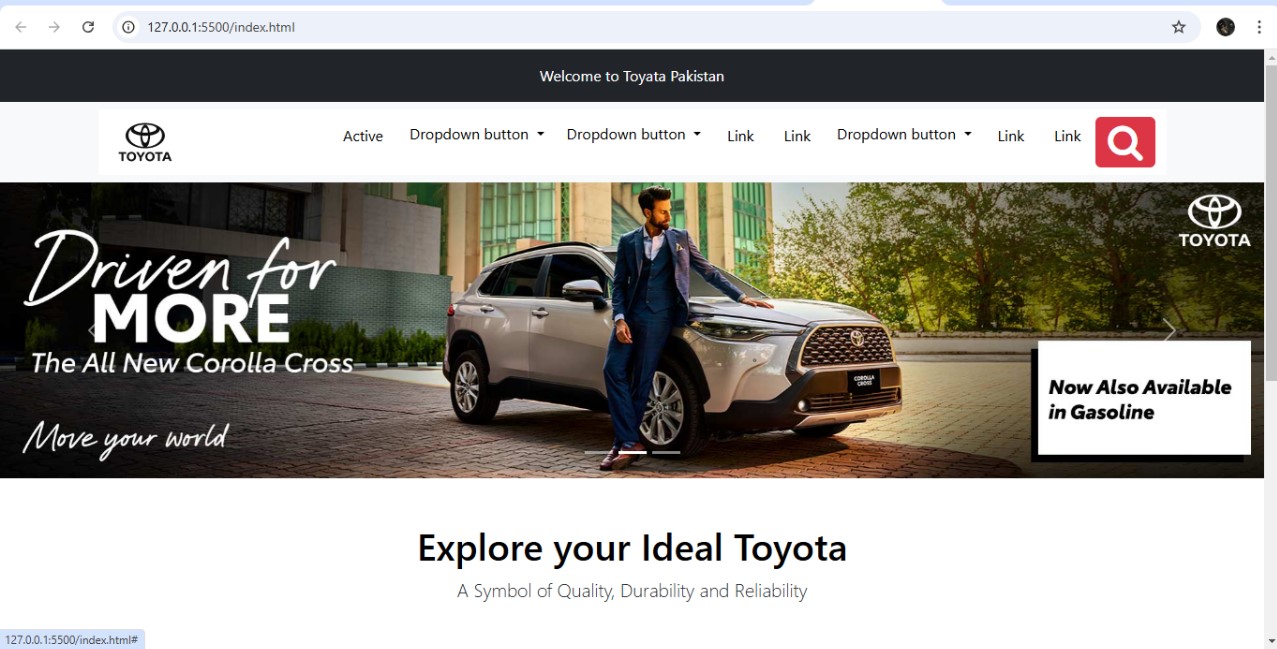 127.0.0.1:5500/index.html
Welcome to Toyata Pakistan
TOYOTA
Active Dropdown button Dropdown button Link Link Dropdown button Link Link
TOYOTA
Driven for
MORE
The All New Corolla Cross
COROLLA
CROSS
Now Also Available
in Gasoline
Move your world
Explore your Ideal Toyota
A Symbol of Quality, Durability and Reliability
127.0.0.1:5500/index.html#